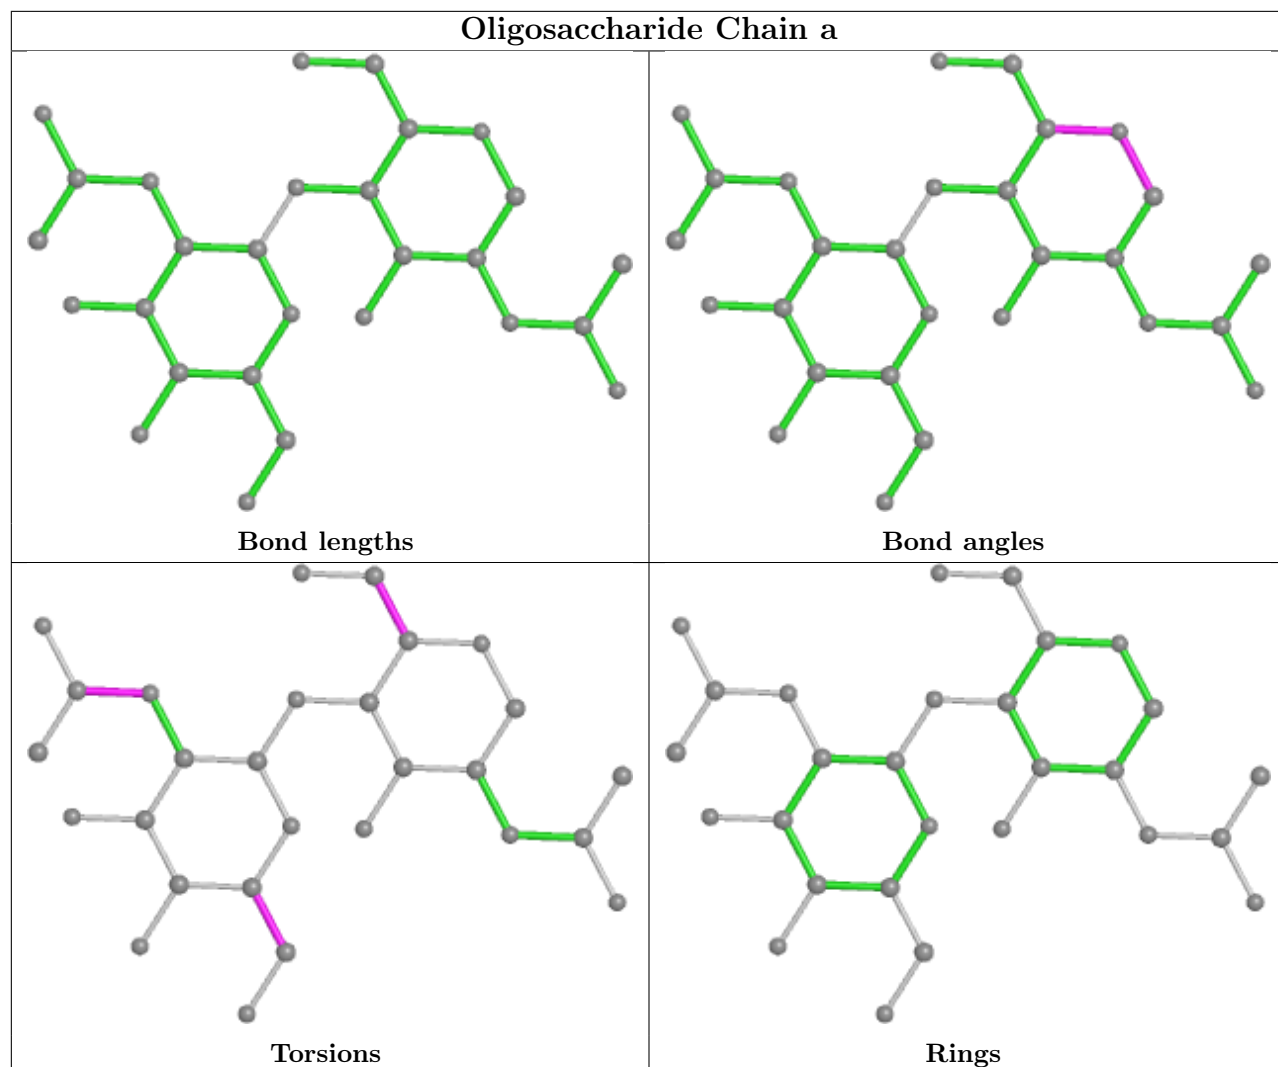 Oligosaccharide Chain a
Bond lengths
Bond angles
Torsions
Rings